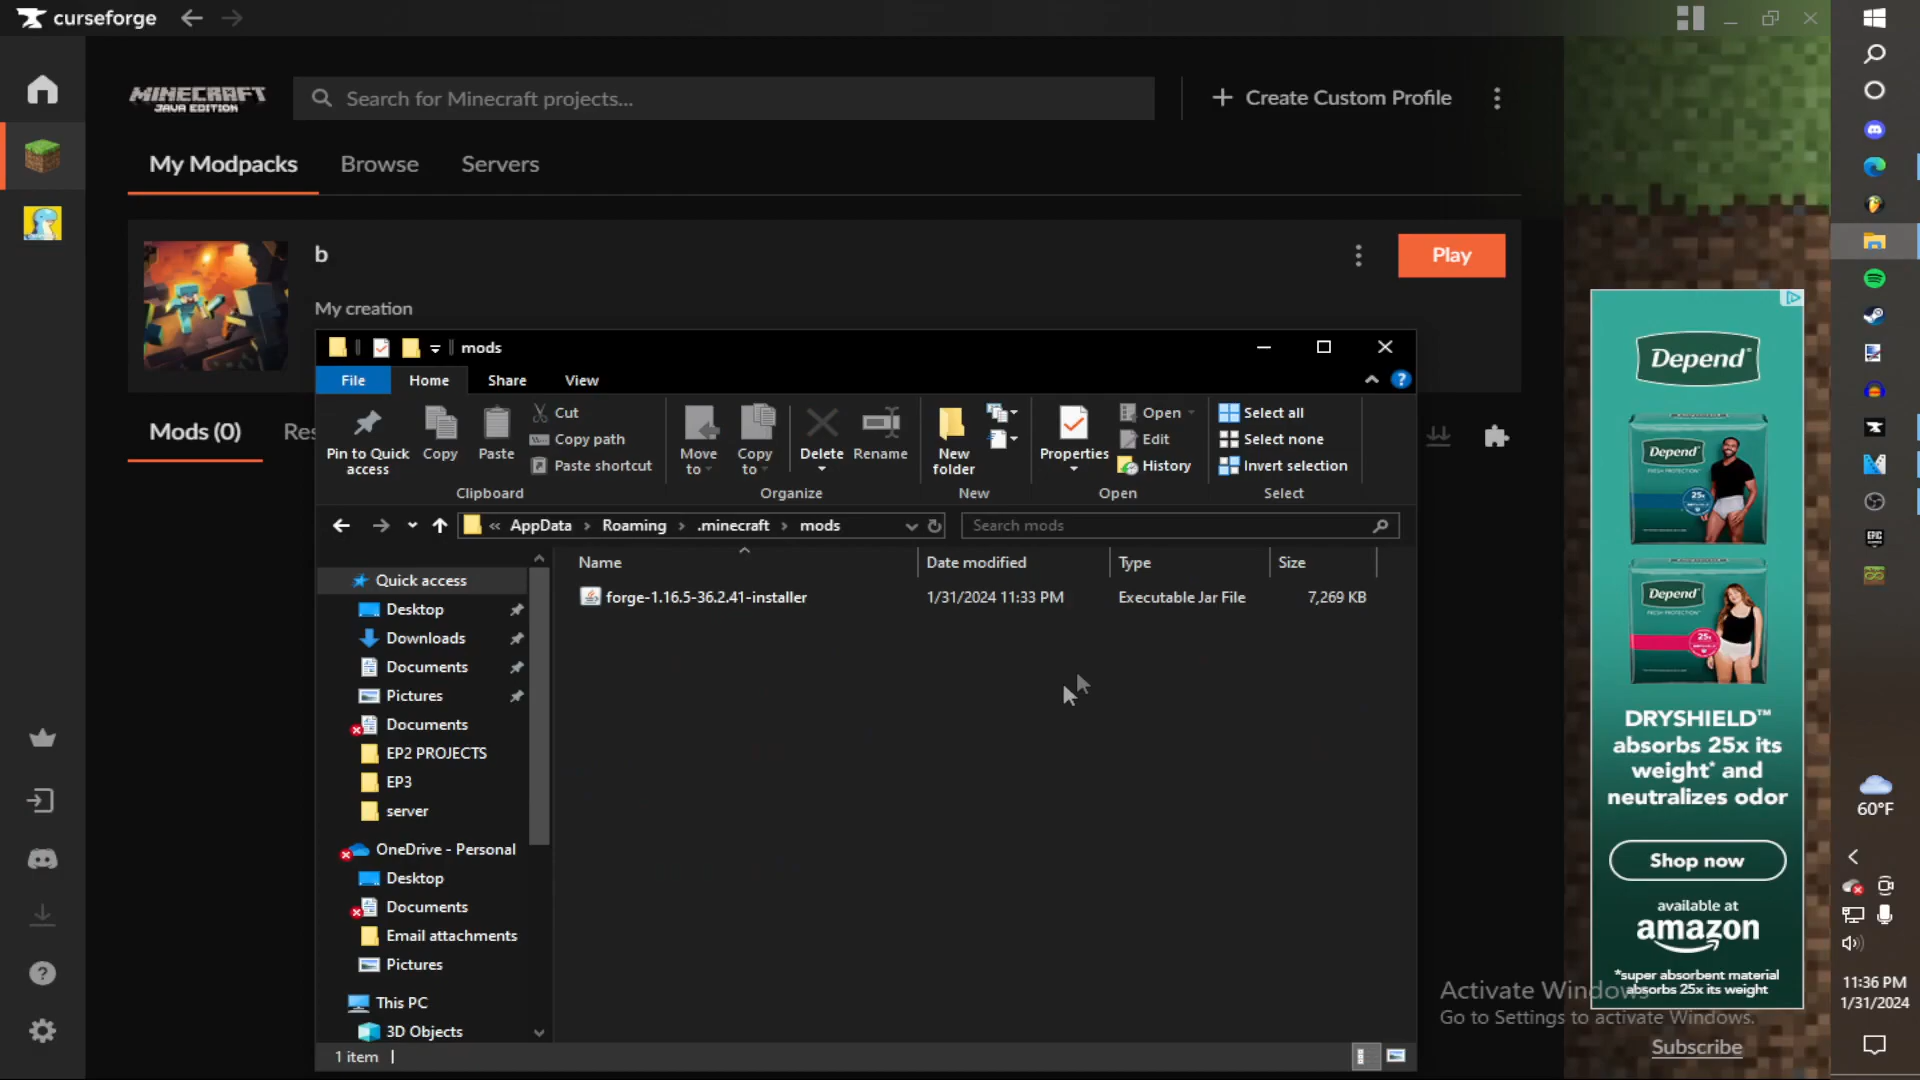 curseforge
MINECRAFT
JAVA EDITION
Search for Minecraft projects...
Create Custom Profile
My Modpacks
Browse
Servers
b
Play
My creation
Mods (0)
Res
mods
File
Home
Share
View
Pin to Quick access
Copy
Paste
Cut
Copy path
Paste shortcut
Clipboard
Move to
Copy to
Delete
Rename
Organize
New folder
New
Properties
Open
Edit
History
Open
Select all
Select none
Invert selection
Select
« AppData > Roaming > .minecraft > mods
Search mods
Name
Date modified
Type
Size
forge-1.16.5-36.2.41-installer
1/31/2024 11:33 PM
Executable Jar File
7,269 KB
Quick access
Desktop
Downloads
Documents
Pictures
Documents
EP2 PROJECTS
EP3
server
OneDrive - Personal
Desktop
Documents
Email attachments
Pictures
This PC
3D Objects
1 item
Depend
Depend
25x
Depend
25x
DRYSHIELD™
absorbs 25x its
weight* and
neutralizes odor
Shop now
available at
amazon
*super absorbent material
absorbs 25x its weight
Activate Windows
Go to Settings to activate Windows.
Subscribe
EPIC
60°F
11:36 PM
1/31/2024